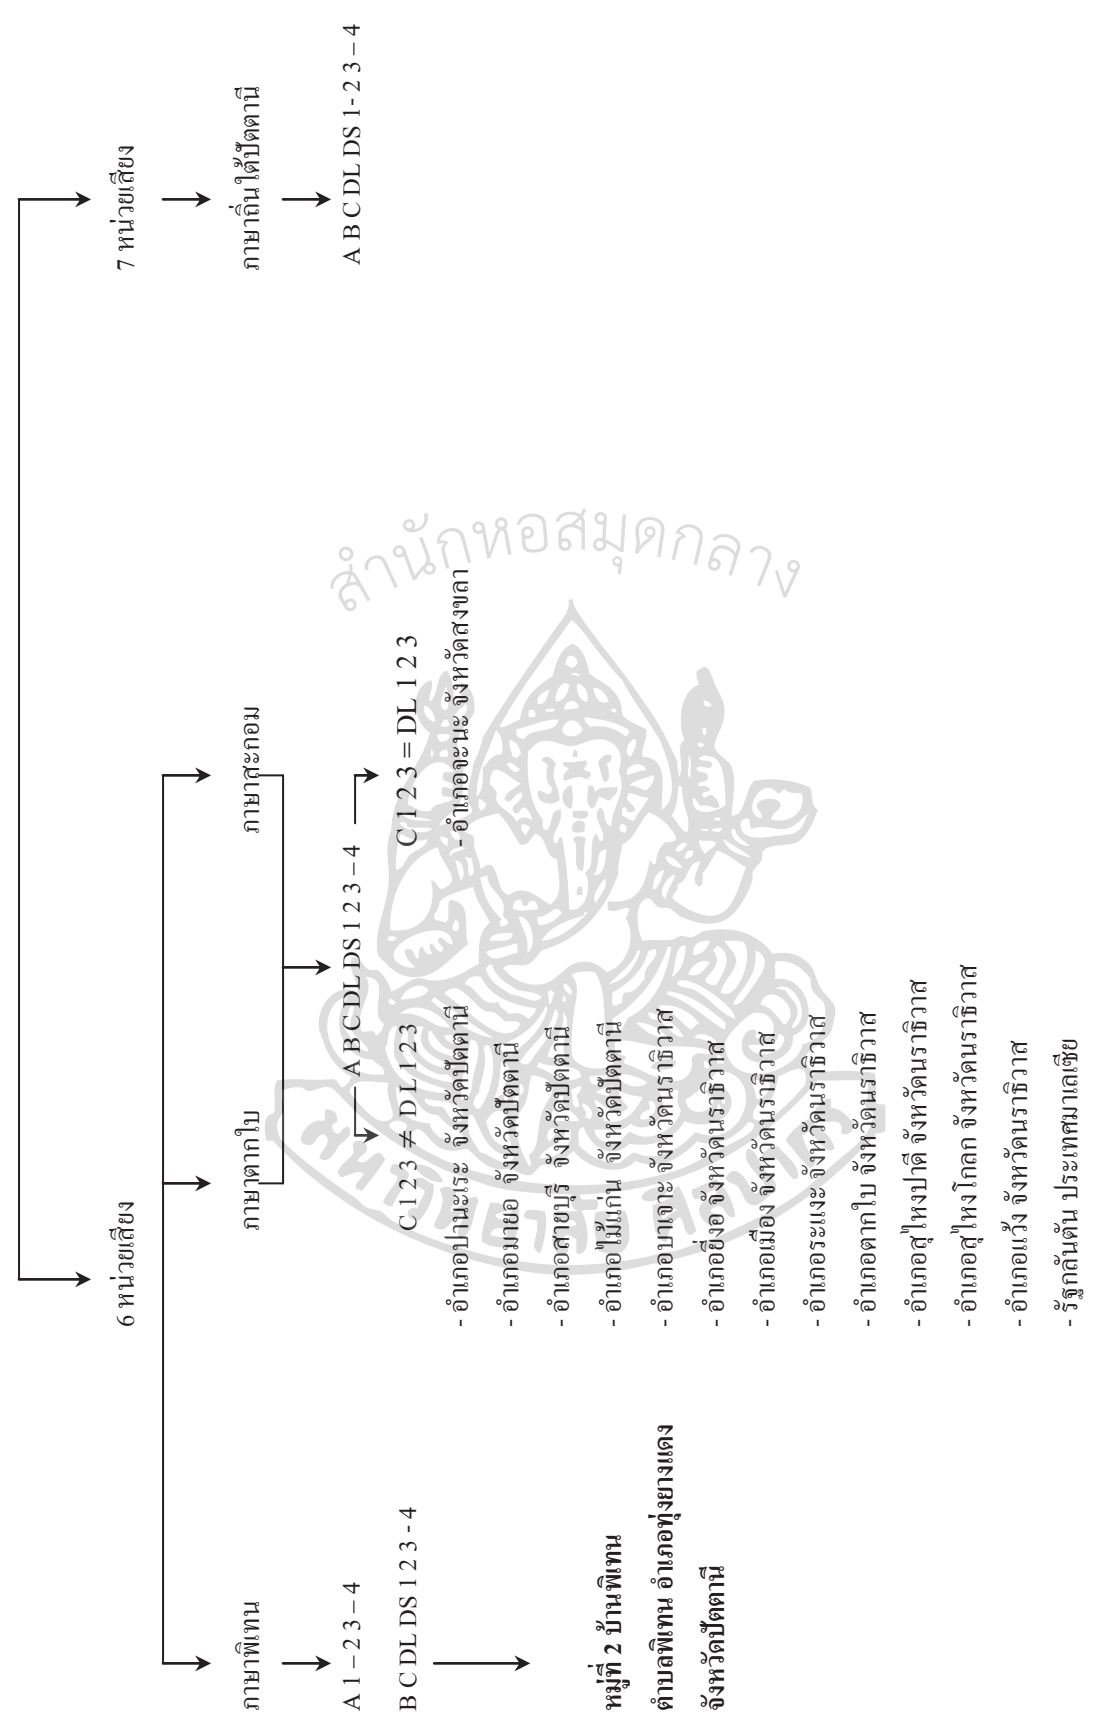 6 หน่วยเสียง
7 หน่วยเสียง
ภาษาพิเทน
ภาษาตากใบ
ภาษาสะกอม
ภาษาถิ่นใต้ปัตตานี
A 1 – 2 3 – 4
B C DL DS 1 2 3 - 4
A B C DL DS 1 2 3 – 4
A B C DL DS 1- 2 3 – 4
C 1 2 3 ≠ D L 1 2 3
C 1 2 3 = DL 1 2 3
- อำเภอปานะเระ จังหวัดปัตตานี
- อำเภอมายอ จังหวัดปัตตานี
- อำเภอสายบุรี จังหวัดปัตตานี
- อำเภอไม้แก่น จังหวัดปัตตานี
- อำเภอบาเจาะ จังหวัดนราธิวาส
- อำเภอยี่งอ จังหวัดนราธิวาส
- อำเภอเมือง จังหวัดนราธิวาส
- อำเภอระแงะ จังหวัดนราธิวาส
- อำเภอตากใบ จังหวัดนราธิวาส
- อำเภอสุไหงปาดี จังหวัดนราธิวาส
- อำเภอสุไหงโกลก จังหวัดนราธิวาส
- อำเภอแว้ง จังหวัดนราธิวาส
- รัฐกลันตัน ประเทศมาเลเซีย
- อำเภอจะนะ จังหวัดสงขลา
หมู่ที่ 2 บ้านพิเทน
ตำบลพิเทน อำเภอทุ่งยางแดง
จังหวัดปัตตานี
สำนักหอสมุดกลาง